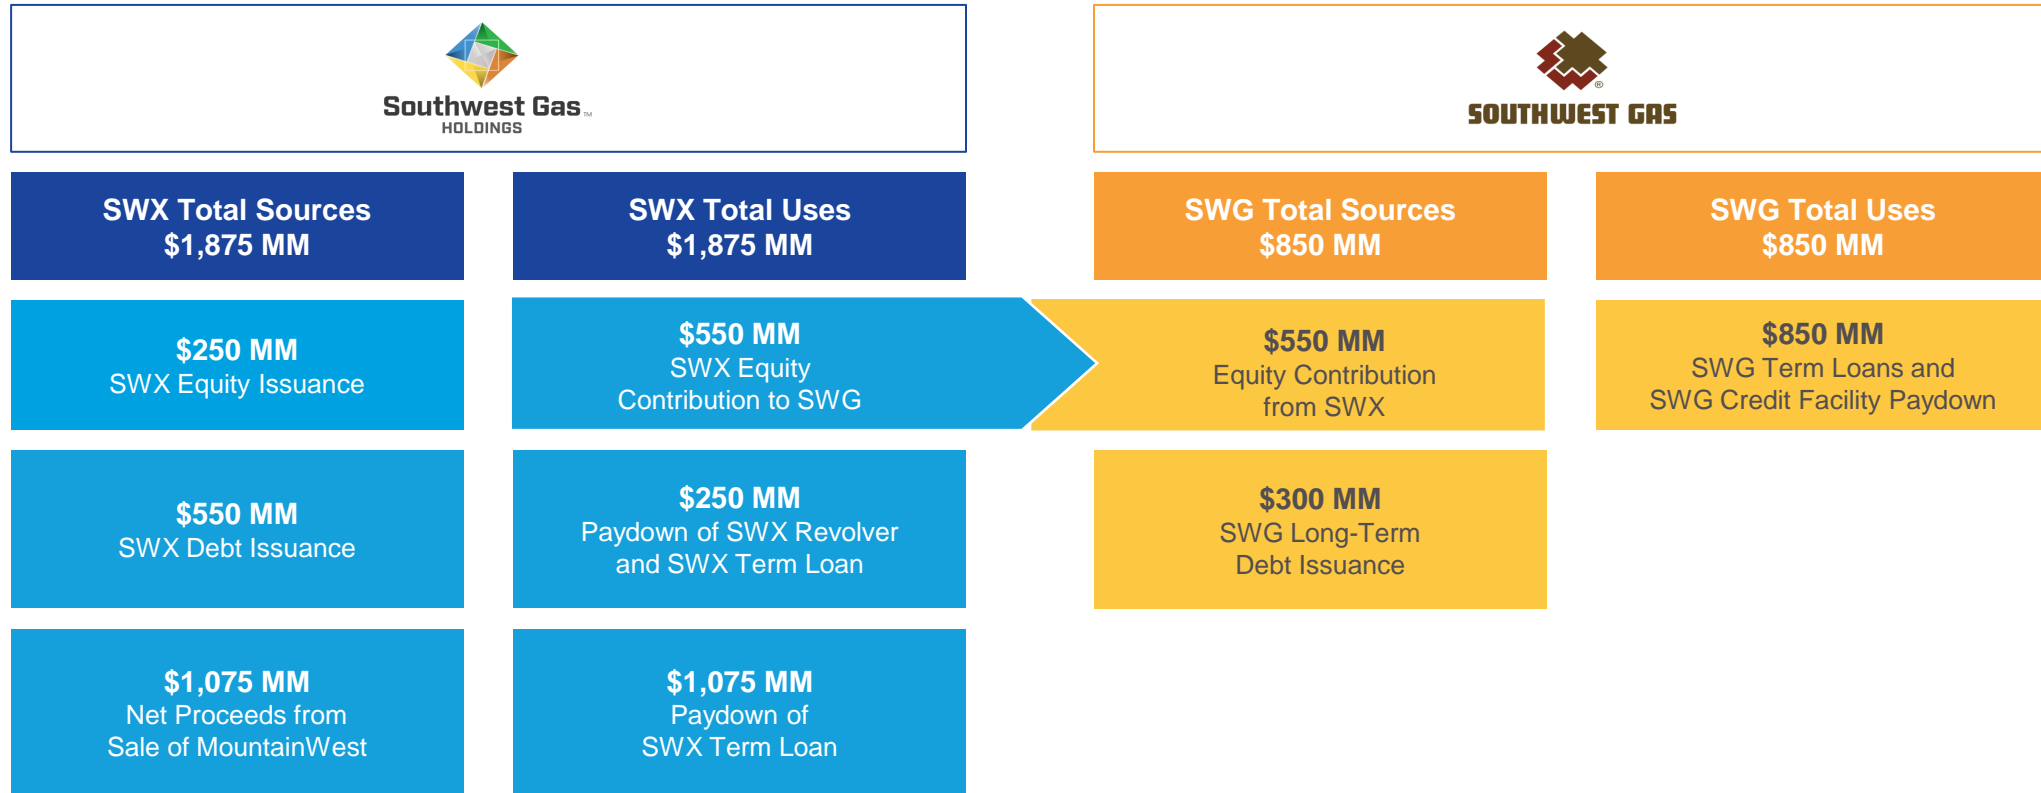 Southwest Gas™
HOLDINGS
SOUTHWEST GAS®
SWX Total Sources
$1,875 MM
SWX Total Uses
$1,875 MM
SWG Total Sources
$850 MM
SWG Total Uses
$850 MM
$250 MM
SWX Equity Issuance
$550 MM
SWX Equity
Contribution to SWG
$550 MM
Equity Contribution
from SWX
$850 MM
SWG Term Loans and
SWG Credit Facility Paydown
$550 MM
SWX Debt Issuance
$250 MM
Paydown of SWX Revolver
and SWX Term Loan
$300 MM
SWG Long-Term
Debt Issuance
$1,075 MM
Net Proceeds from
Sale of MountainWest
$1,075 MM
Paydown of
SWX Term Loan